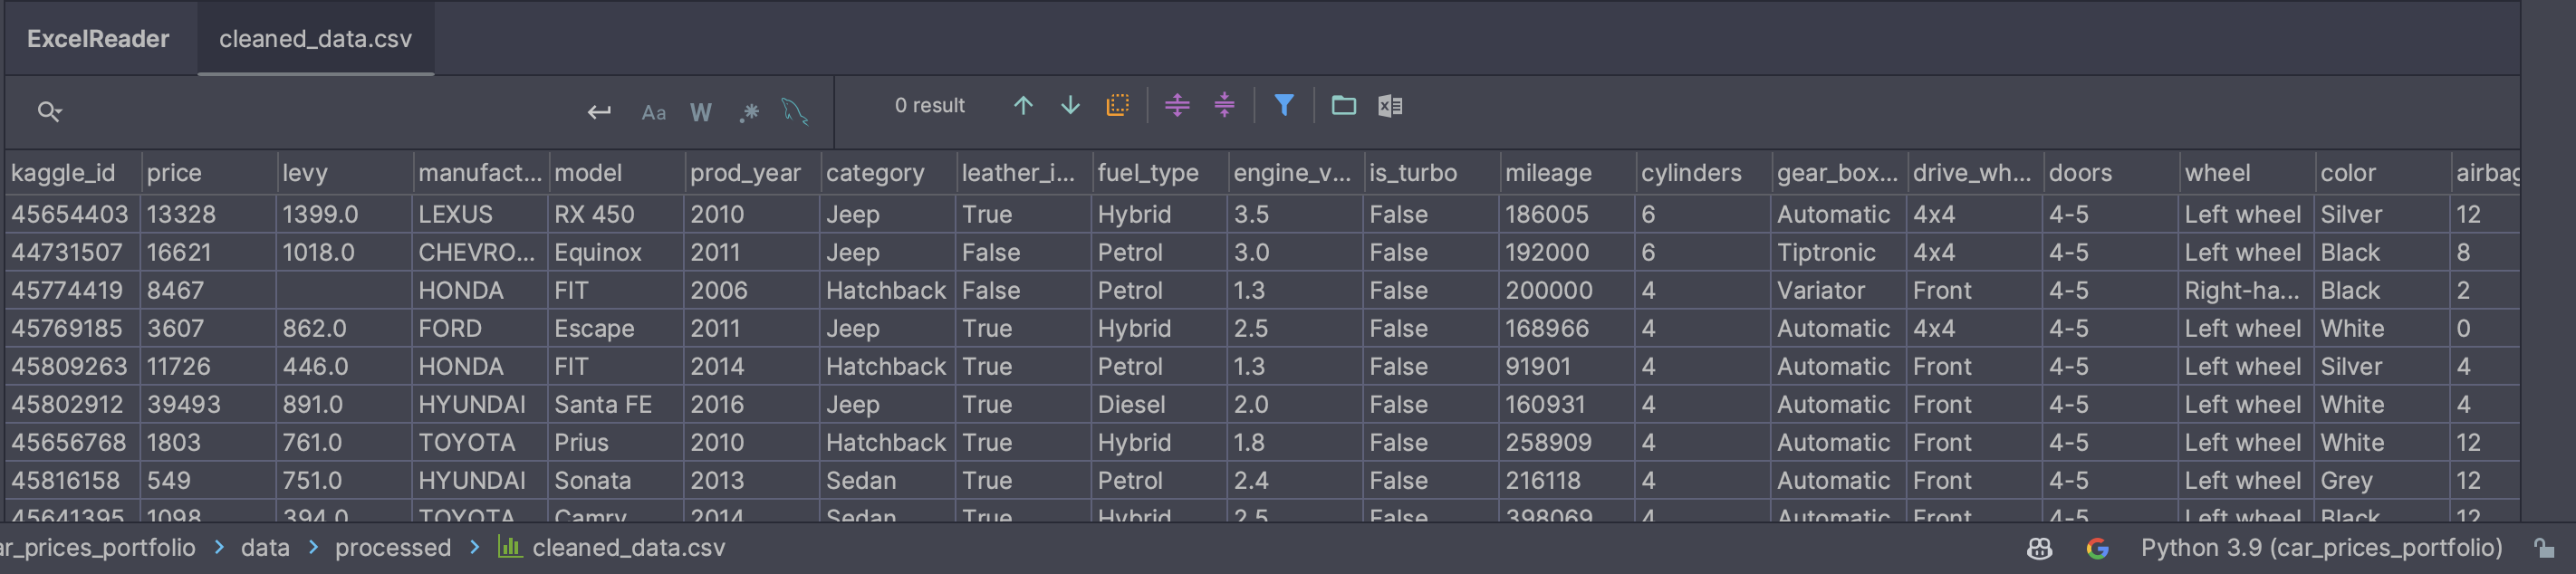 ExcelReader cleaned_data.csv
Aa W .* 0 result
kaggle_id price levy manufact... model prod_year category leather_i... fuel_type engine_v... is_turbo mileage cylinders gear_box... drive_wh... doors wheel color airbag
45654403 13328 1399.0 LEXUS RX 450 2010 Jeep True Hybrid 3.5 False 186005 6 Automatic 4x4 4-5 Left wheel Silver 12
44731507 16621 1018.0 CHEVRO... Equinox 2011 Jeep False Petrol 3.0 False 192000 6 Tiptronic 4x4 4-5 Left wheel Black 8
45774419 8467 HONDA FIT 2006 Hatchback False Petrol 1.3 False 200000 4 Variator Front 4-5 Right-ha... Black 2
45769185 3607 862.0 FORD Escape 2011 Jeep True Hybrid 2.5 False 168966 4 Automatic 4x4 4-5 Left wheel White 0
45809263 11726 446.0 HONDA FIT 2014 Hatchback True Petrol 1.3 False 91901 4 Automatic Front 4-5 Left wheel Silver 4
45802912 39493 891.0 HYUNDAI Santa FE 2016 Jeep True Diesel 2.0 False 160931 4 Automatic Front 4-5 Left wheel White 4
45656768 1803 761.0 TOYOTA Prius 2010 Hatchback True Hybrid 1.8 False 258909 4 Automatic Front 4-5 Left wheel White 12
45816158 549 751.0 HYUNDAI Sonata 2013 Sedan True Petrol 2.4 False 216118 4 Automatic Front 4-5 Left wheel Grey 12
45641395 1098 394.0 TOYOTA Camry 2014 Sedan True Hybrid 2.5 False 398069 4 Automatic Front 4-5 Left wheel Black 12
ar_prices_portfolio > data > processed > cleaned_data.csv Python 3.9 (car_prices_portfolio)